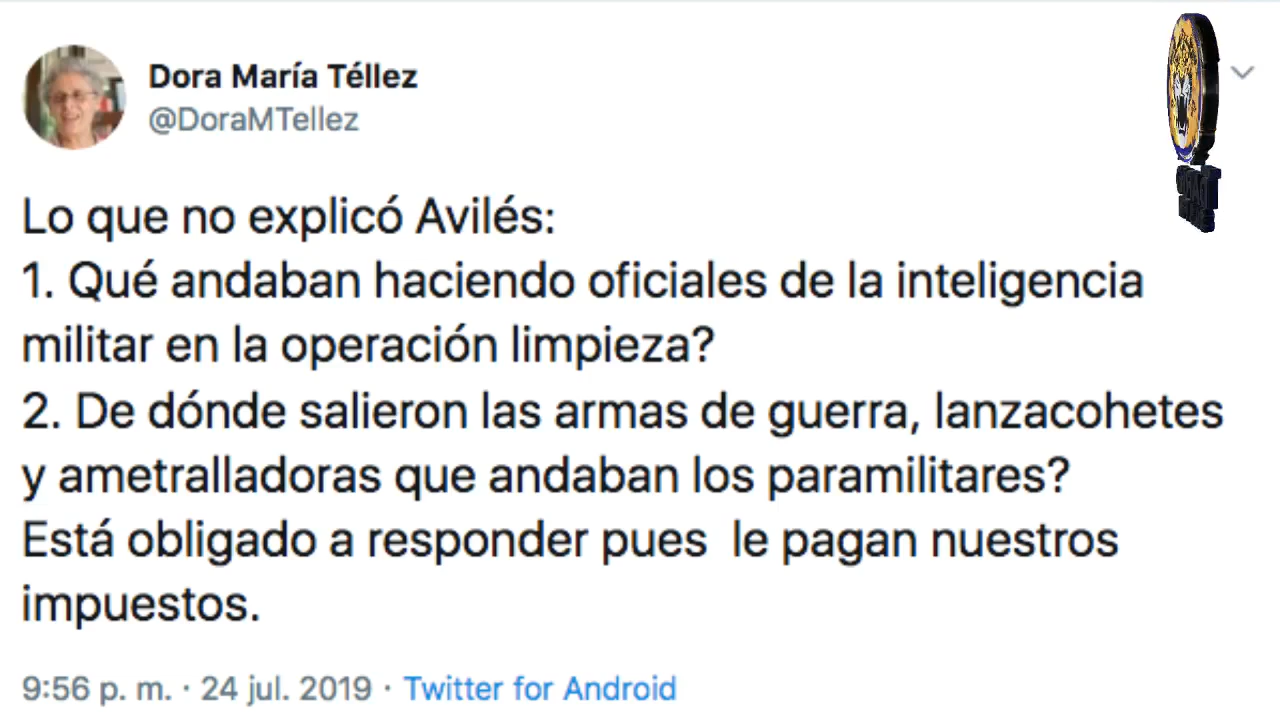 Dora María Téllez
@DoraMTellez
Lo que no explicó Avilés:
1. Qué andaban haciendo oficiales de la inteligencia
militar en la operación limpieza?
2. De dónde salieron las armas de guerra, lanzacohetes
y ametralladoras que andaban los paramilitares?
Está obligado a responder pues  le pagan nuestros
impuestos.
9:56 p. m. · 24 jul. 2019 · Twitter for Android